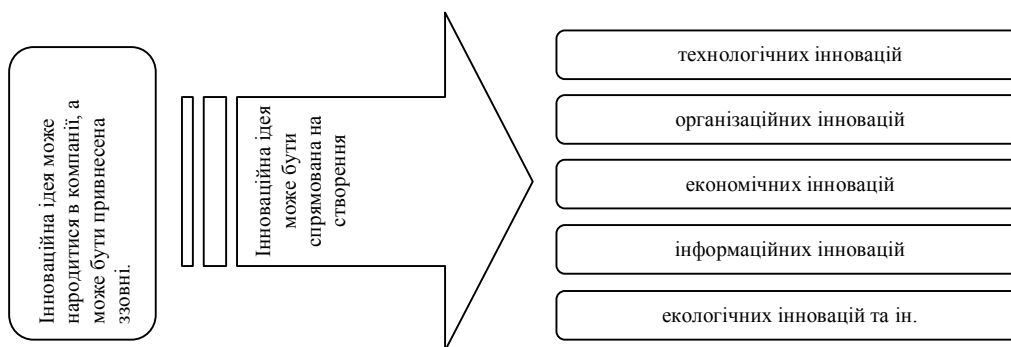 Інноваційна ідея може
народитися в компанії, а
може бути привнесена
ззовні.
Інноваційна ідея
може бути
спрямована на
створення
технологічних інновацій
організаційних інновацій
економічних інновацій
інформаційних інновацій
екологічних інновацій та ін.